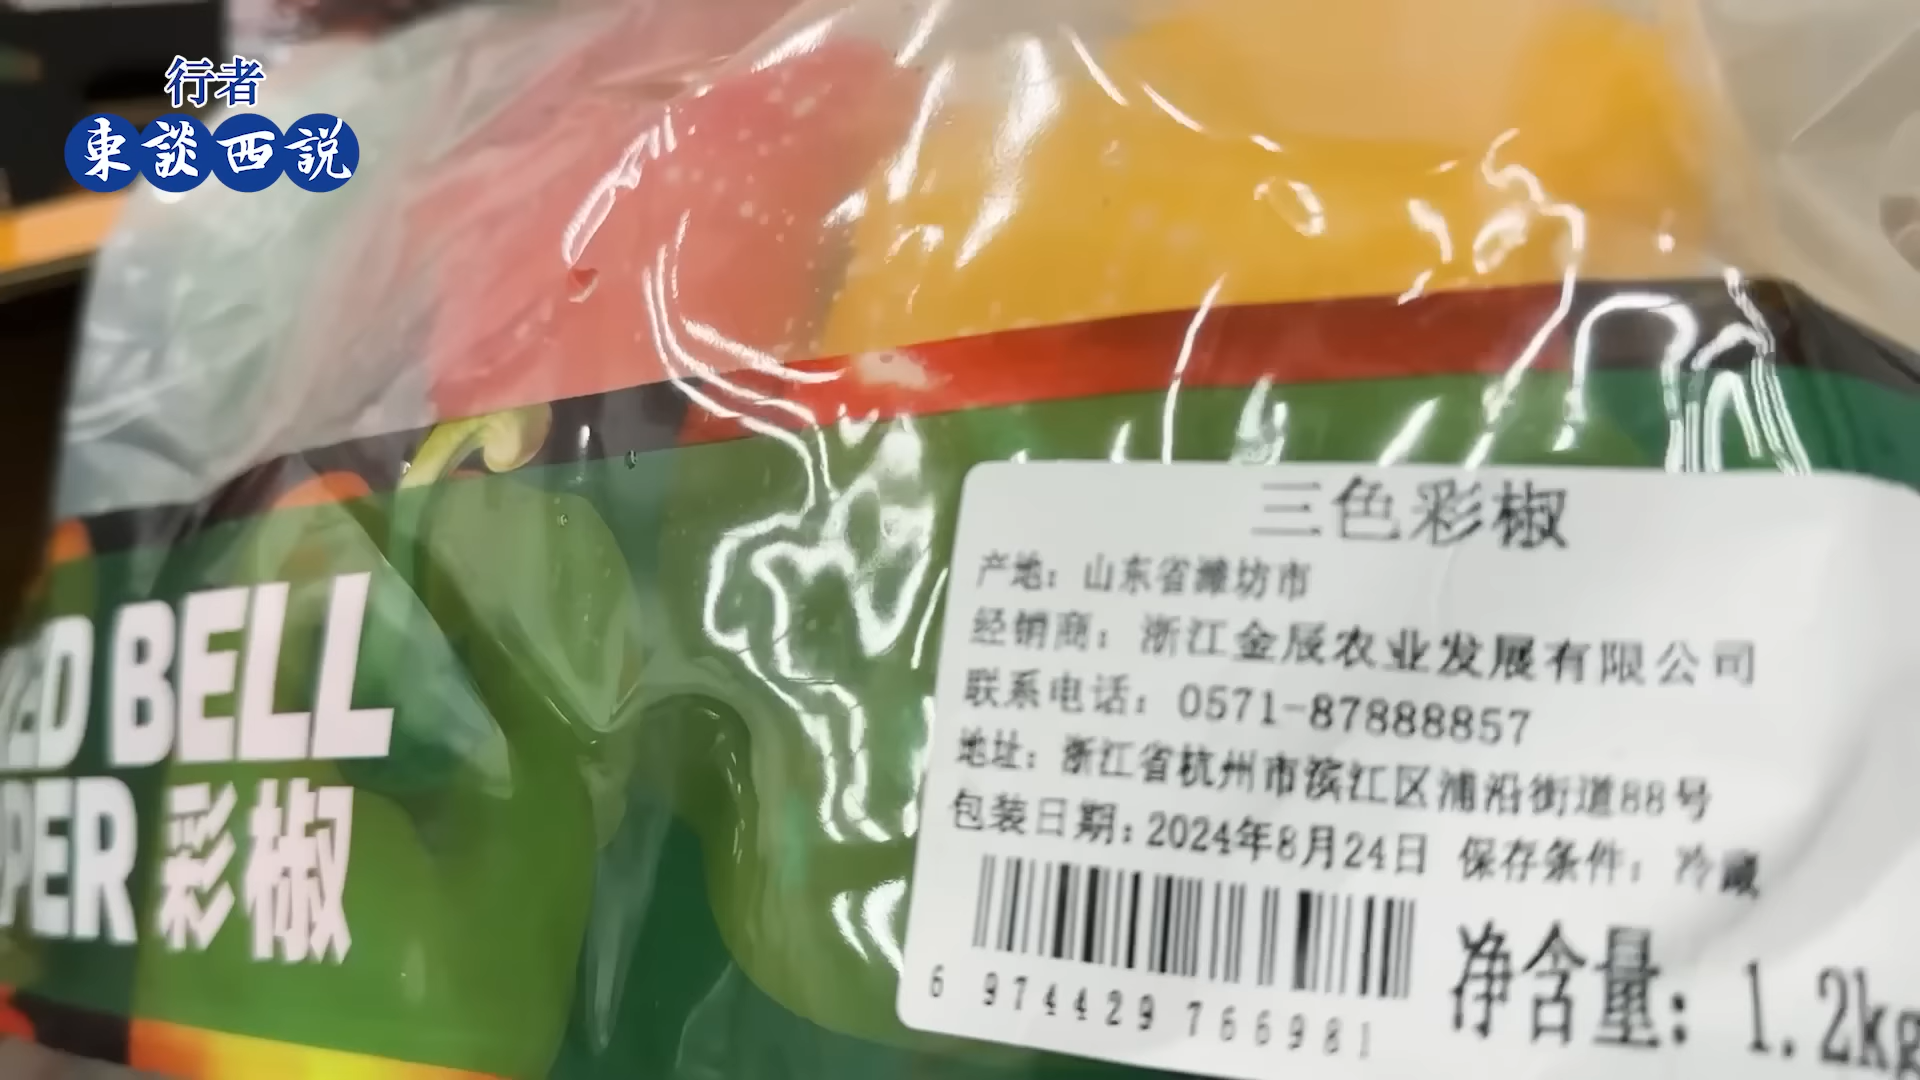 行者
東談西説
三色彩椒
产地：山东省潍坊市
经销商：浙江金辰农业发展有限公司
联系电话：0571-87888857
地址：浙江省杭州市滨江区浦沿街道88号
包装日期：2024年8月24日 保存条件：冷藏
6 974429 766981
净含量：1.2kg
BELL
彩椒